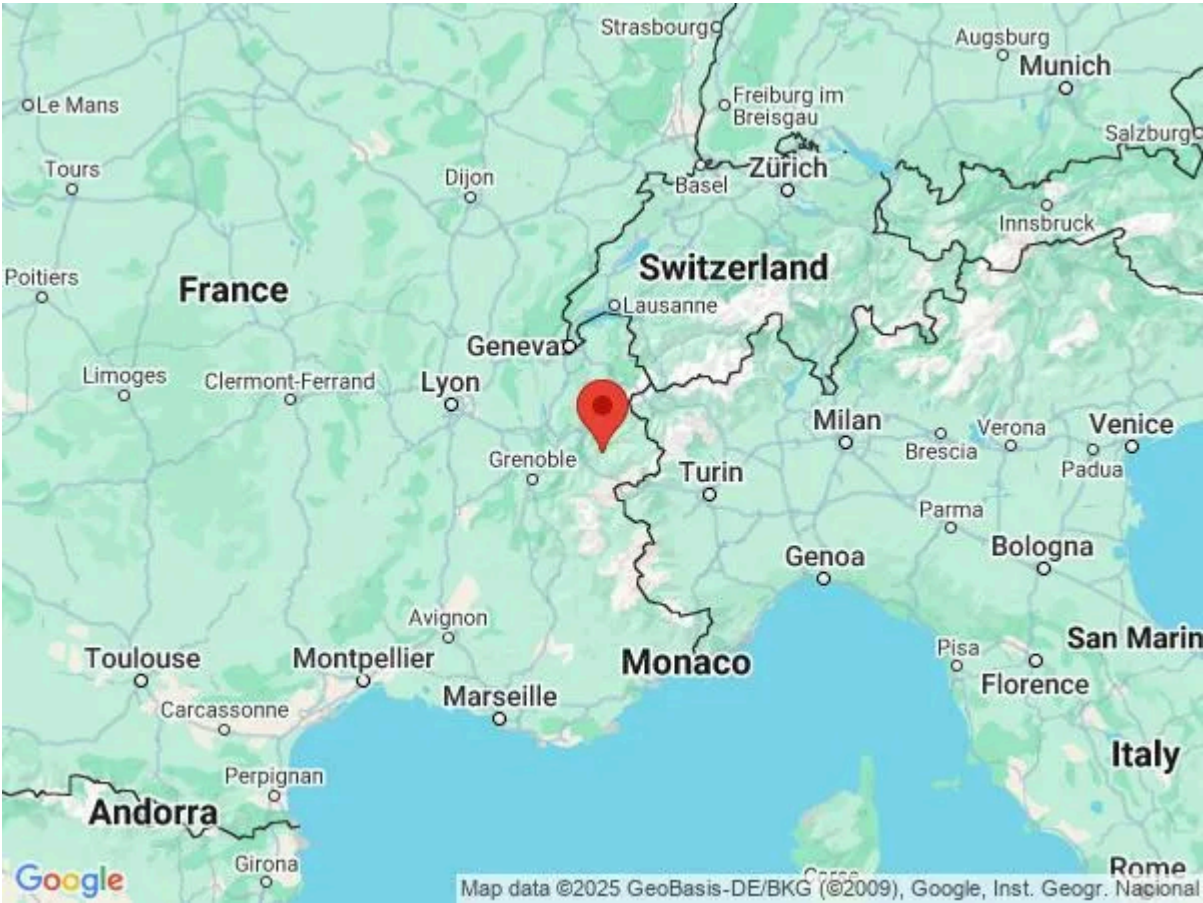 Strasbourg
Augsburg
Munich
Le Mans
Freiburg im
Breisgau
Salzburg
Tours
Dijon
Basel
Zürich
Innsbruck
Poitiers
France
Switzerland
Lausanne
Geneva
Limoges
Clermont-Ferrand
Lyon
Milan
Verona
Venice
Brescia
Padua
Grenoble
Turin
Parma
Genoa
Bologna
Avignon
Toulouse
Montpellier
Monaco
Pisa
San Marin
Marseille
Florence
Carcassonne
Italy
Perpignan
Andorra
Girona
Rome
Google
Map data ©2025 GeoBasis-DE/BKG (©2009), Google, Inst. Geogr. Nacional